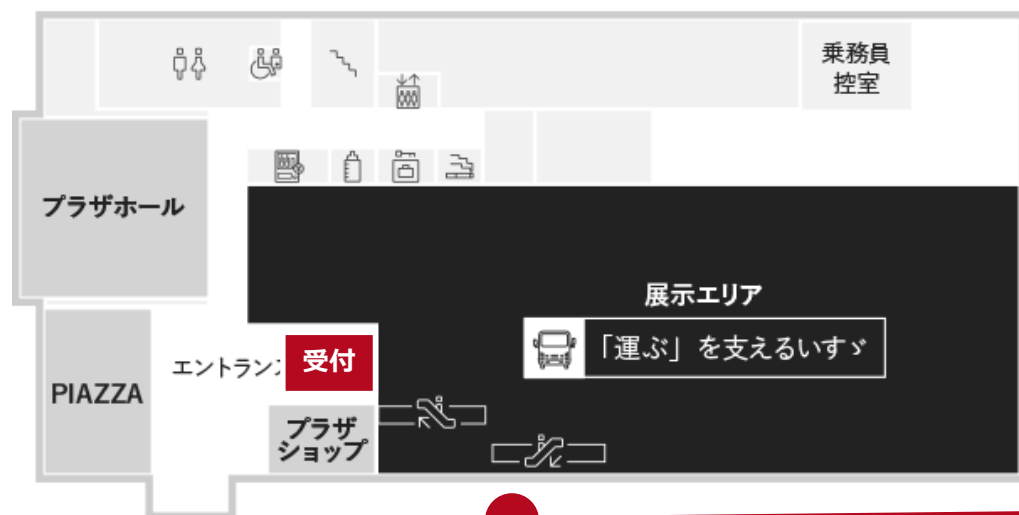 乗務員
控室
プラザホール
展示エリア
「運ぶ」を支えるいすゞ
エントラン
受付
PIAZZA
プラザ
ショップ